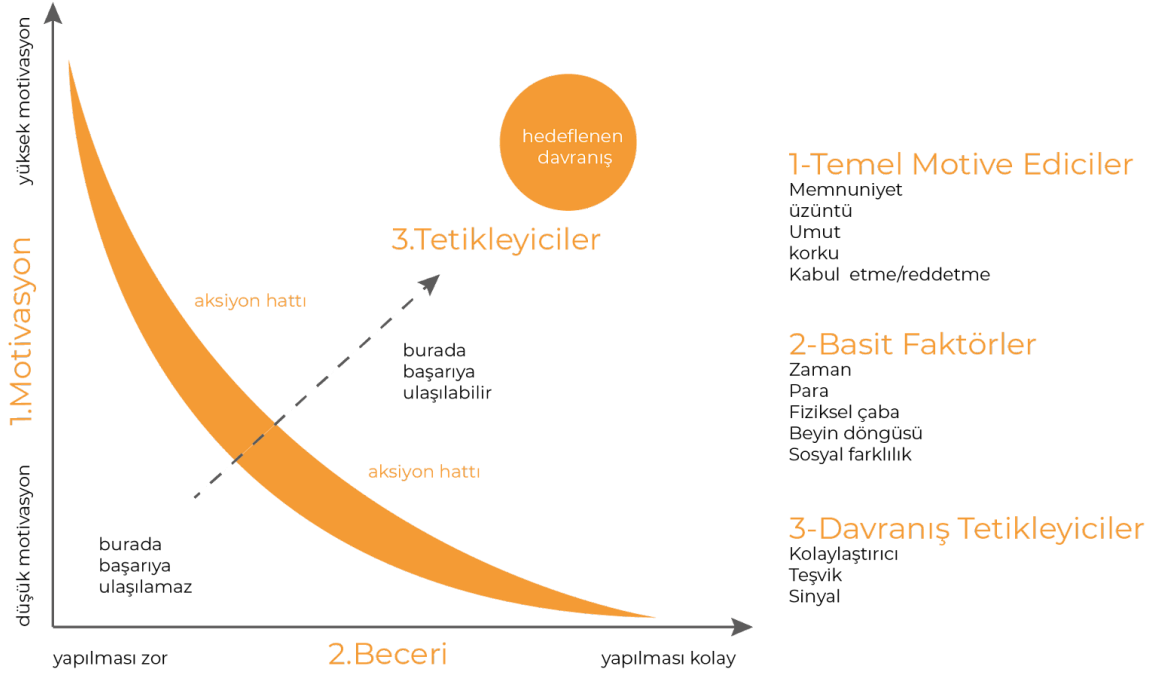 yüksek motivasyon
1.Motivasyon
düşük motivasyon
hedeflenen
davranış
3.Tetikleyiciler
aksiyon hattı
burada
başarıya
ulaşılabilir
aksiyon hattı
burada
başarıya
ulaşılamaz
yapılması zor
2.Beceri
yapılması kolay
1-Temel Motive Ediciler
Memnuniyet
üzüntü
Umut
korku
Kabul etme/reddetme
2-Basit Faktörler
Zaman
Para
Fiziksel çaba
Beyin döngüsü
Sosyal farklılık
3-Davranış Tetikleyiciler
Kolaylaştırıcı
Teşvik
Sinyal